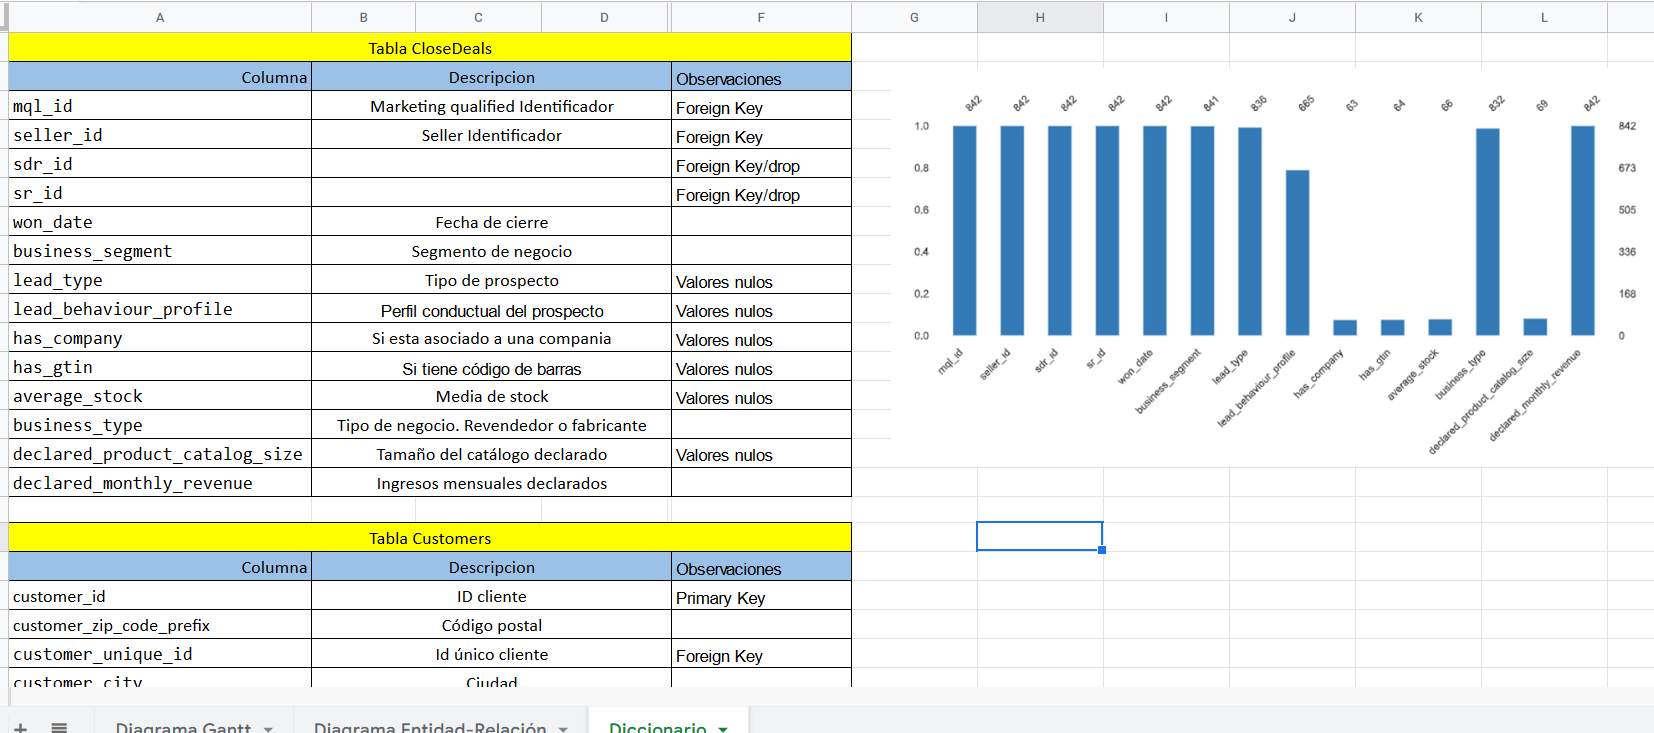 A B C D F G H I J K L
Tabla CloseDeals
Columna Descripcion Observaciones
mql_id Marketing qualified Identificador Foreign Key
seller_id Seller Identificador Foreign Key
sdr_id Foreign Key/drop
sr_id Foreign Key/drop
won_date Fecha de cierre
business_segment Segmento de negocio
lead_type Tipo de prospecto Valores nulos
lead_behaviour_profile Perfil conductual del prospecto Valores nulos
has_company Si esta asociado a una compania Valores nulos
has_gtin Si tiene código de barras Valores nulos
average_stock Media de stock Valores nulos
business_type Tipo de negocio. Revendedor o fabricante
declared_product_catalog_size Tamaño del catálogo declarado Valores nulos
declared_monthly_revenue Ingresos mensuales declarados
842 842 842 842 842 841 836 665 63 64 66 832 69 842
1.0 842
0.8 673
0.6 505
0.4 336
0.2 168
0.0 0
mql_id seller_id sdr_id sr_id won_date business_segment lead_type lead_behaviour_profile has_company has_gtin average_stock business_type declared_product_catalog_size declared_monthly_revenue
Tabla Customers
Columna Descripcion Observaciones
customer_id ID cliente Primary Key
customer_zip_code_prefix Código postal
customer_unique_id Id único cliente Foreign Key
customer_city Ciudad
Diagrama Gantt Diagrama Entidad-Relación Diccionario